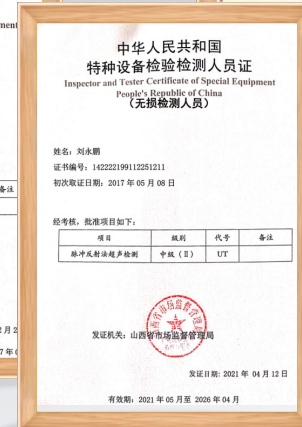 中华人民共和国
特种设备检验检测人员证
Inspector and Tester Certificate of Special Equipment
People's Republic of China
（无损检测人员）
姓名：刘永鹏
证书编号：142222199112251211
初次取证日期：2017 年 05 月 08 日
经考核，批准项目如下：
项目 级别 代号 备注
脉冲反射法超声检测 中级（Ⅱ） UT
发证机关：山西省市场监督管理局
发证日期：2021 年 04 月 12 日
有效期：2021 年 05 月至 2026 年 04 月
备注